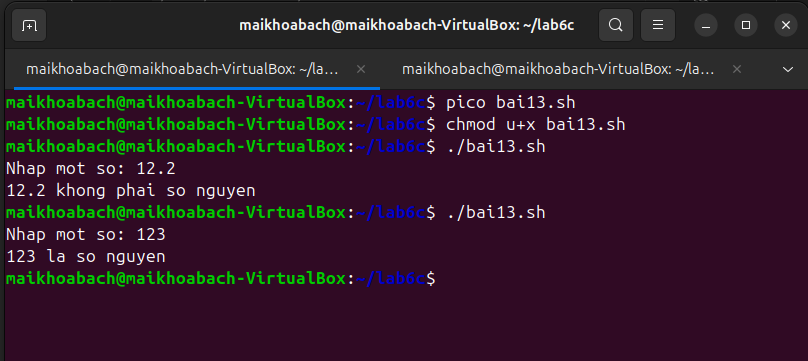 maikhoabach@maikhoabach-VirtualBox: ~/lab6c
maikhoabach@maikhoabach-VirtualBox: ~/la... maikhoabach@maikhoabach-VirtualBox: ~/la...
maikhoabach@maikhoabach-VirtualBox:~/lab6c$ pico bai13.sh
maikhoabach@maikhoabach-VirtualBox:~/lab6c$ chmod u+x bai13.sh
maikhoabach@maikhoabach-VirtualBox:~/lab6c$ ./bai13.sh
Nhap mot so: 12.2
12.2 khong phai so nguyen
maikhoabach@maikhoabach-VirtualBox:~/lab6c$ ./bai13.sh
Nhap mot so: 123
123 la so nguyen
maikhoabach@maikhoabach-VirtualBox:~/lab6c$